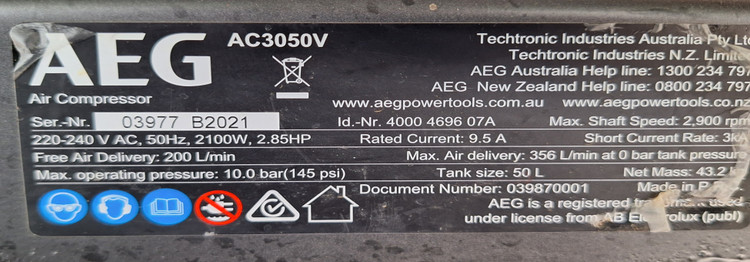 AEG
AC3050V
Techtronic Industries Australia Pty Ltd
Techtronic Industries N.Z. Limite
AEG Australia Help line: 1300 234 797
AEG New Zealand Help line: 0800 234 797
Air Compressor
www.aegpowertools.com.au
www.aegpowertools.co.nz
Ser.-Nr. 03977 B2021
Id.-Nr. 4000 4696 07A
Max. Shaft Speed: 2,900 rpm
220-240 V AC, 50Hz, 2100W, 2.85HP
Rated Current: 9.5 A
Short Current Rate: 3kA
Free Air Delivery: 200 L/min
Max. Air delivery: 356 L/min at 0 bar tank pressure
Max. operating pressure: 10.0 bar(145 psi)
Tank size: 50 L
Net Mass: 43.2
Document Number: 039870001
Made in P.
AEG is a registered used
under license from AB (publ)